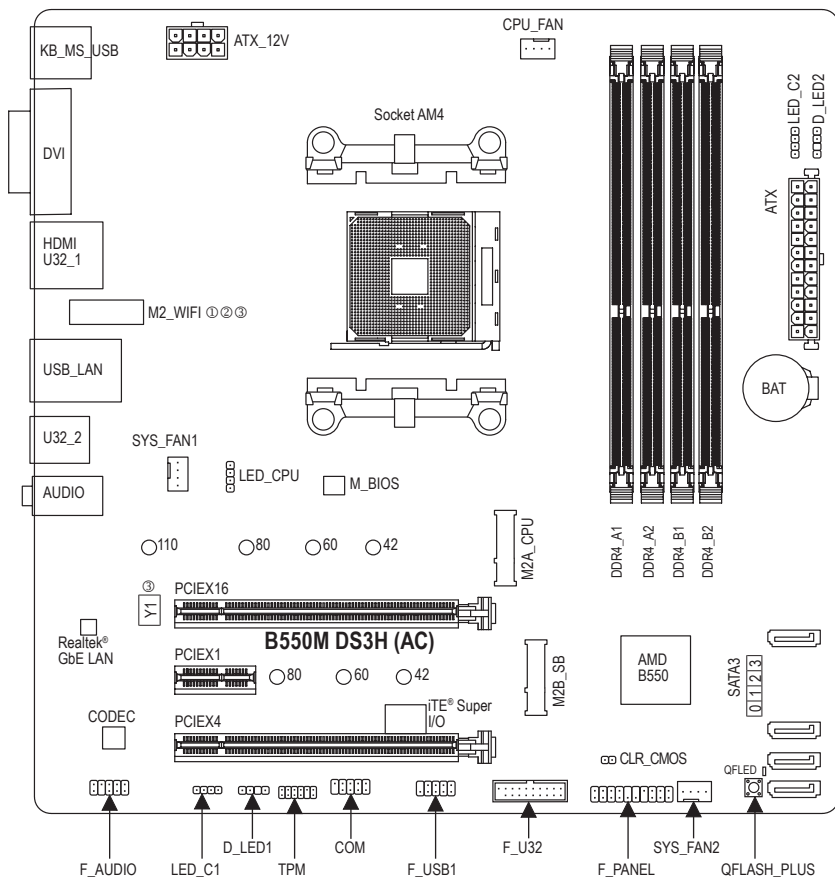 KB_MS_USB
ATX_12V
CPU_FAN
LED_C2
D_LED2
Socket AM4
DVI
ATX
HDMI
U32_1
M2_WIFI ①②③
USB_LAN
BAT
U32_2
SYS_FAN1
LED_CPU
M_BIOS
AUDIO
110
80
60
42
M2A_CPU
DDR4_A1
DDR4_A2
DDR4_B1
DDR4_B2
③
Y1
PCIEX16
Realtek®
GbE LAN
B550M DS3H (AC)
PCIEX1
80
60
42
M2B_SB
AMD
B550
SATA3
0 1 2 3
CODEC
PCIEX4
iTE® Super
I/O
CLR_CMOS
QFLED
F_AUDIO
LED_C1
D_LED1
TPM
COM
F_USB1
F_U32
F_PANEL
SYS_FAN2
QFLASH_PLUS